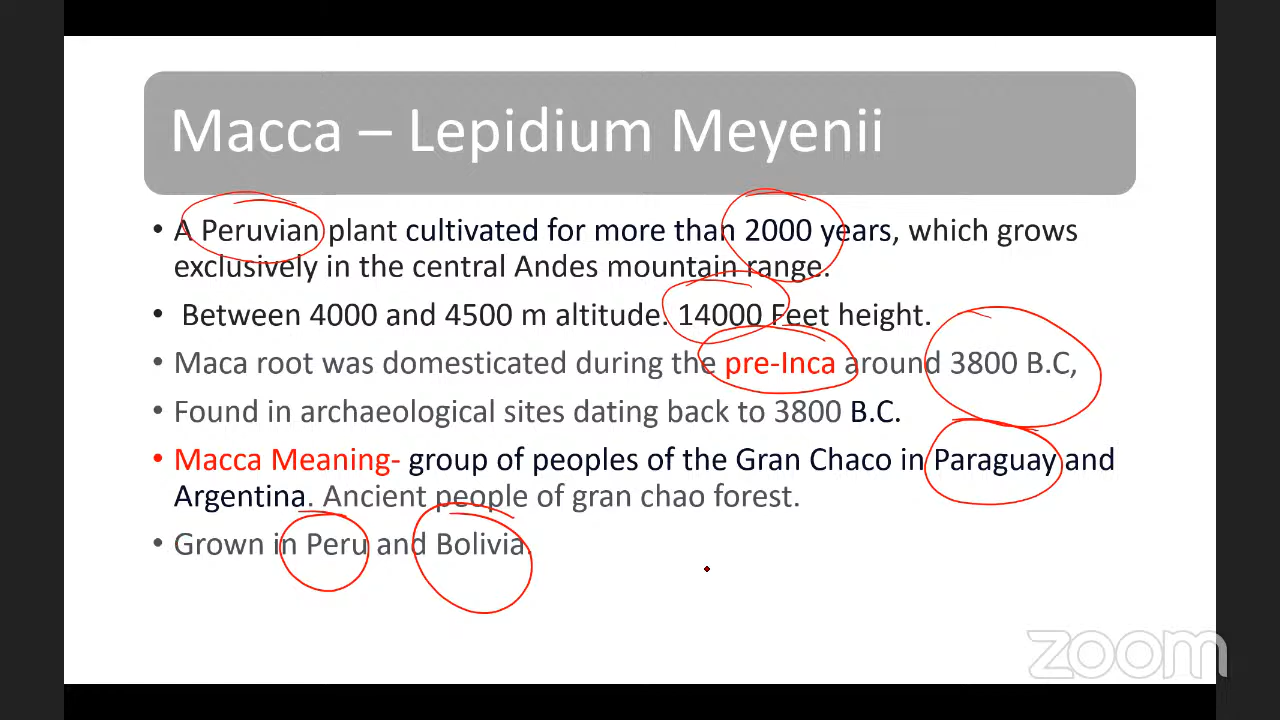 Macca – Lepidium Meyenii
• A Peruvian plant cultivated for more than 2000 years, which grows
exclusively in the central Andes mountain range.
• Between 4000 and 4500 m altitude. 14000 Feet height.
• Maca root was domesticated during the pre-Inca around 3800 B.C,
• Found in archaeological sites dating back to 3800 B.C.
• Macca Meaning- group of peoples of the Gran Chaco in Paraguay and
Argentina. Ancient people of gran chao forest.
• Grown in Peru and Bolivia.
zoom